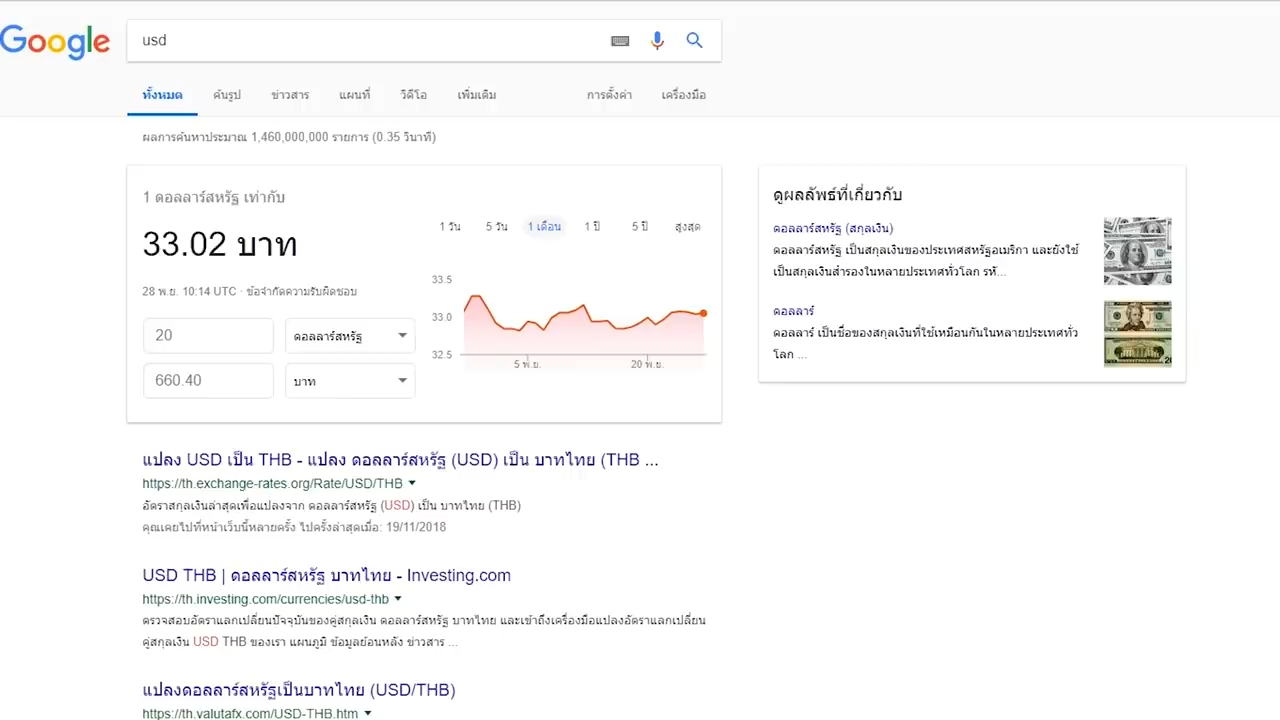 Google
usd
ทั้งหมด ค้นรูป ข่าวสาร แผนที่ วิดีโอ เพิ่มเติม การตั้งค่า เครื่องมือ
ผลการค้นหาประมาณ 1,460,000,000 รายการ (0.35 วินาที)
1 ดอลลาร์สหรัฐ เท่ากับ
33.02 บาท
28 พ.ย. 10:14 UTC · ข้อจำกัดความรับผิดชอบ
20 ดอลลาร์สหรัฐ
660.40 บาท
1 วัน 5 วัน 1 เดือน 1 ปี 5 ปี สูงสุด
33.5
33.0
32.5
5 พ.ย. 20 พ.ย.
ดูผลลัพธ์ที่เกี่ยวกับ
ดอลลาร์สหรัฐ (สกุลเงิน)
ดอลลาร์สหรัฐ เป็นสกุลเงินของประเทศสหรัฐอเมริกา และยังใช้
เป็นสกุลเงินสำรองในหลายประเทศทั่วโลก รหั...
ดอลลาร์
ดอลลาร์ เป็นชื่อของสกุลเงินที่ใช้เหมือนกันในหลายประเทศทั่ว
โลก ...
แปลง USD เป็น THB - แปลง ดอลลาร์สหรัฐ (USD) เป็น บาทไทย (THB ...
https://th.exchange-rates.org/Rate/USD/THB
อัตราสกุลเงินล่าสุดเพื่อแปลงจาก ดอลลาร์สหรัฐ (USD) เป็น บาทไทย (THB)
คุณเคยไปที่หน้าเว็บนี้หลายครั้ง ไปครั้งล่าสุดเมื่อ: 19/11/2018
USD THB | ดอลลาร์สหรัฐ บาทไทย - Investing.com
https://th.investing.com/currencies/usd-thb
ตรวจสอบอัตราแลกเปลี่ยนปัจจุบันของคู่สกุลเงิน ดอลลาร์สหรัฐ บาทไทย และเข้าถึงเครื่องมือแปลงอัตราแลกเปลี่ยน
คู่สกุลเงิน USD THB ของเรา แผนภูมิ ข้อมูลย้อนหลัง ข่าวสาร ...
แปลงดอลลาร์สหรัฐเป็นบาทไทย (USD/THB)
https://th.valutafx.com/USD-THB.htm